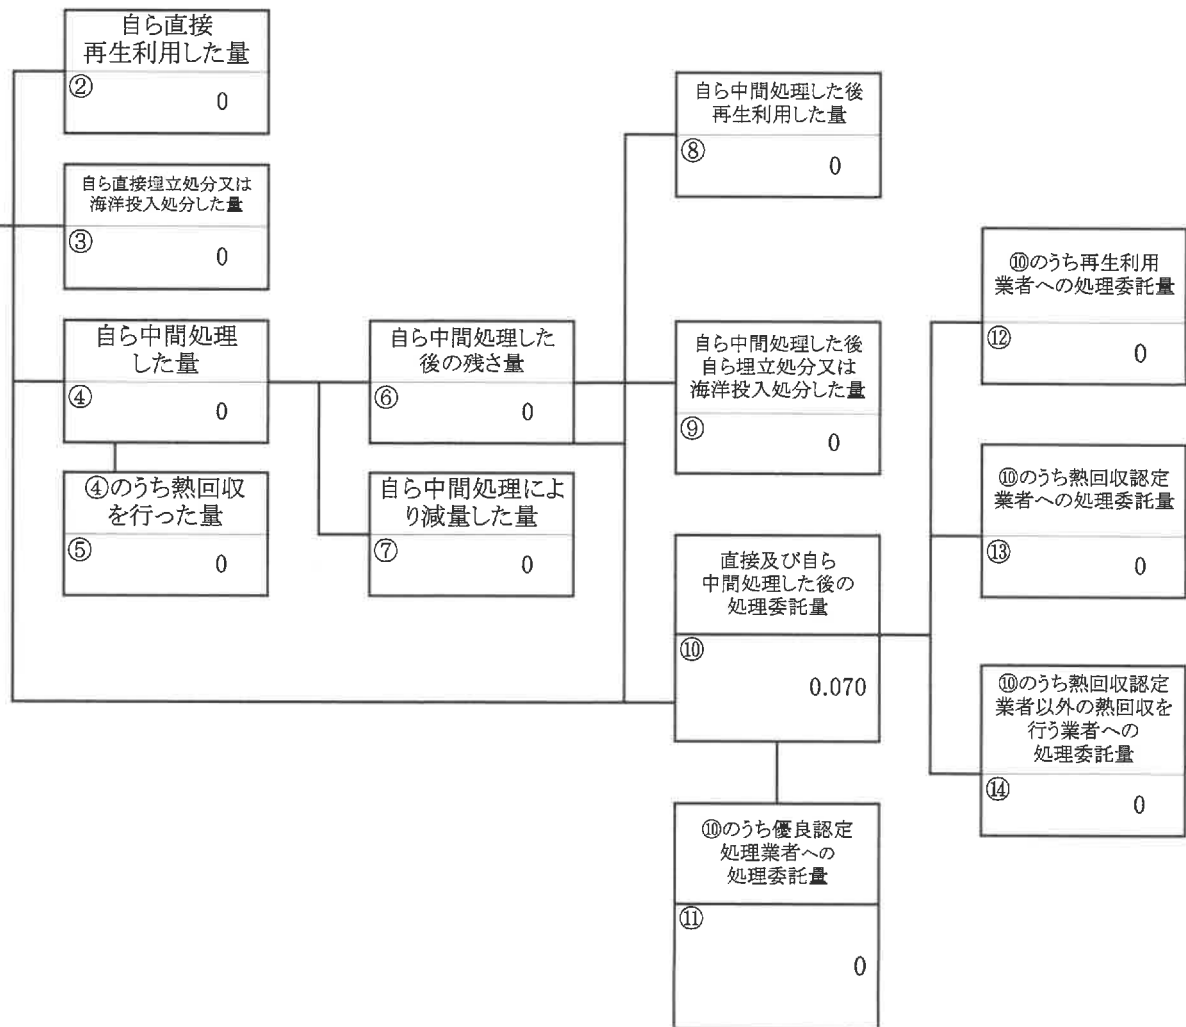 自ら直接
再生利用した量
②
0
自ら直接埋立処分又は
海洋投入処分した量
③
0
自ら中間処理
した量
④
0
④のうち熱回収
を行った量
⑤
0
自ら中間処理した
後の残さ量
⑥
0
自ら中間処理によ
り減量した量
⑦
0
自ら中間処理した後
再生利用した量
⑧
0
自ら中間処理した後
自ら埋立処分又は
海洋投入処分した量
⑨
0
直接及び自ら
中間処理した後の
処理委託量
⑩
0.070
⑩のうち優良認定
処理業者への
処理委託量
⑪
0
⑩のうち再生利用
業者への処理委託量
⑫
0
⑩のうち熱回収認定
業者への処理委託量
⑬
0
⑩のうち熱回収認定
業者以外の熱回収を
行う業者への
処理委託量
⑭
0